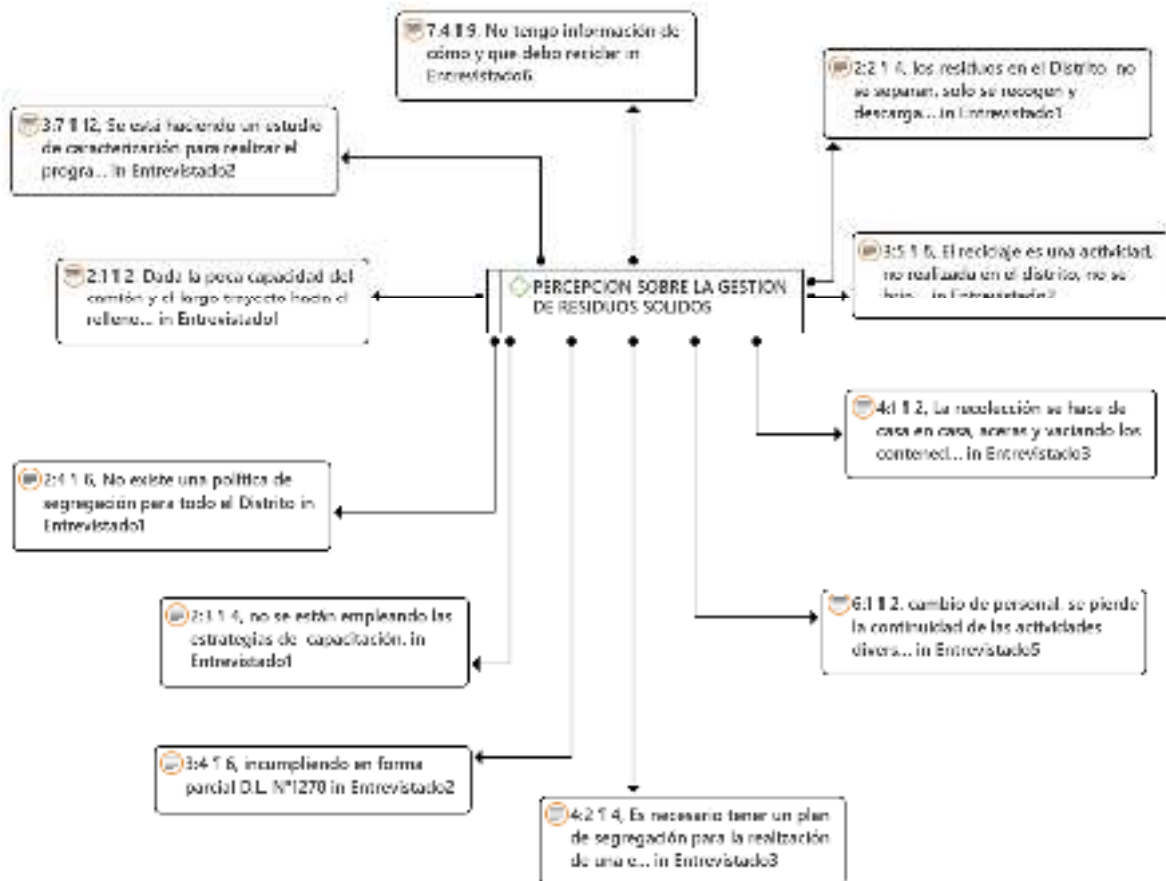 7:4 ¶ 9, No tengo información de
cómo y que debo reciclar in
Entrevistado6
2:2 ¶ 4, los residuos en el Distrito no
se separan, solo se recogen y
descarga... in Entrevistado1
3:7 ¶ 12, Se está haciendo un estudio
de caracterización para realizar el
progra... in Entrevistado2
2:1 ¶ 2, Dada la poca capacidad del
camión y el largo trayecto hacia el
relleno... in Entrevistado1
3:5 ¶ 6, El reciclaje es una actividad,
no realizada en el distrito, no se
in Entrevistado2
PERCEPCION SOBRE LA GESTION
DE RESIDUOS SOLIDOS
4:1 ¶ 2, La recolección se hace de
casa en casa, aceras y vaciando los
contened... in Entrevistado3
2:4 ¶ 6, No existe una política de
segregación para todo el Distrito in
Entrevistado1
2:3 ¶ 4, no se están empleando las
estrategias de capacitación. in
Entrevistado1
6:1 ¶ 2, cambio de personal, se pierde
la continuidad de las actividades
divers... in Entrevistado5
3:4 ¶ 6, incumpliendo en forma
parcial D.L. N°1278 in Entrevistado2
4:2 ¶ 4, Es necesario tener un plan
de segregación para la realización
de una e... in Entrevistado3